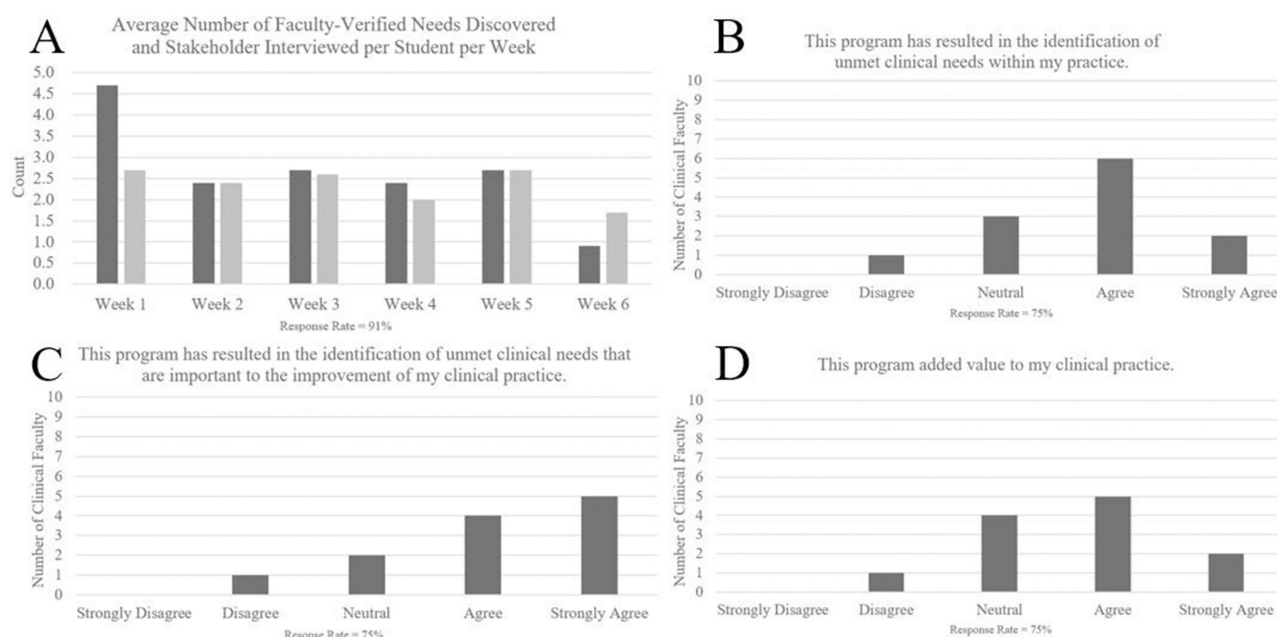 A
Average Number of Faculty-Verified Needs Discovered
and Stakeholder Interviewed per Student per Week
Count
5.0
4.5
4.0
3.5
3.0
2.5
2.0
1.5
1.0
0.5
0.0
Week 1 Week 2 Week 3 Week 4 Week 5 Week 6
Response Rate = 91%
B
This program has resulted in the identification of
unmet clinical needs within my practice.
Number of Clinical Faculty
10
9
8
7
6
5
4
3
2
1
0
Strongly Disagree Disagree Neutral Agree Strongly Agree
Response Rate = 75%
C
This program has resulted in the identification of unmet clinical needs that
are important to the improvement of my clinical practice.
Number of Clinical Faculty
10
9
8
7
6
5
4
3
2
1
0
Strongly Disagree Disagree Neutral Agree Strongly Agree
Response Rate = 75%
D
This program added value to my clinical practice.
Number of Clinical Faculty
10
9
8
7
6
5
4
3
2
1
0
Strongly Disagree Disagree Neutral Agree Strongly Agree
Response Rate = 75%